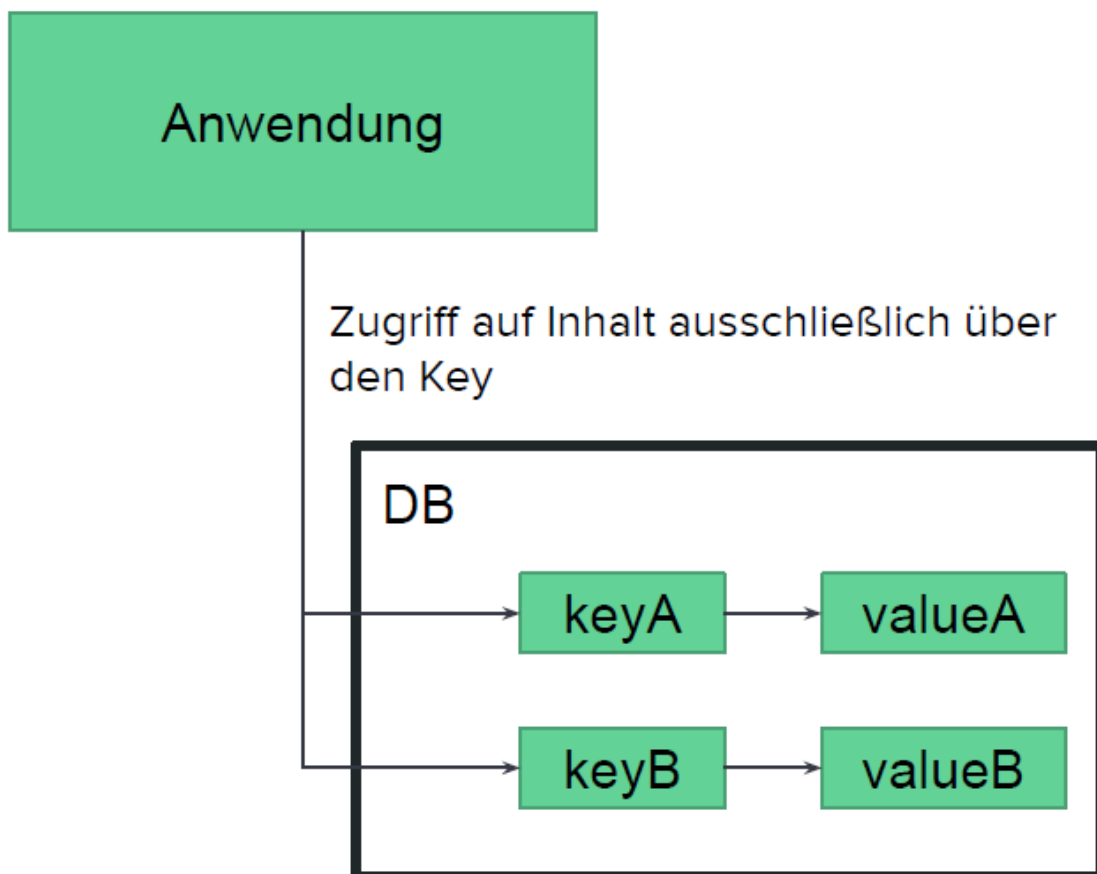 Anwendung
Zugriff auf Inhalt ausschließlich über
den Key
DB
keyA
valueA
keyB
valueB